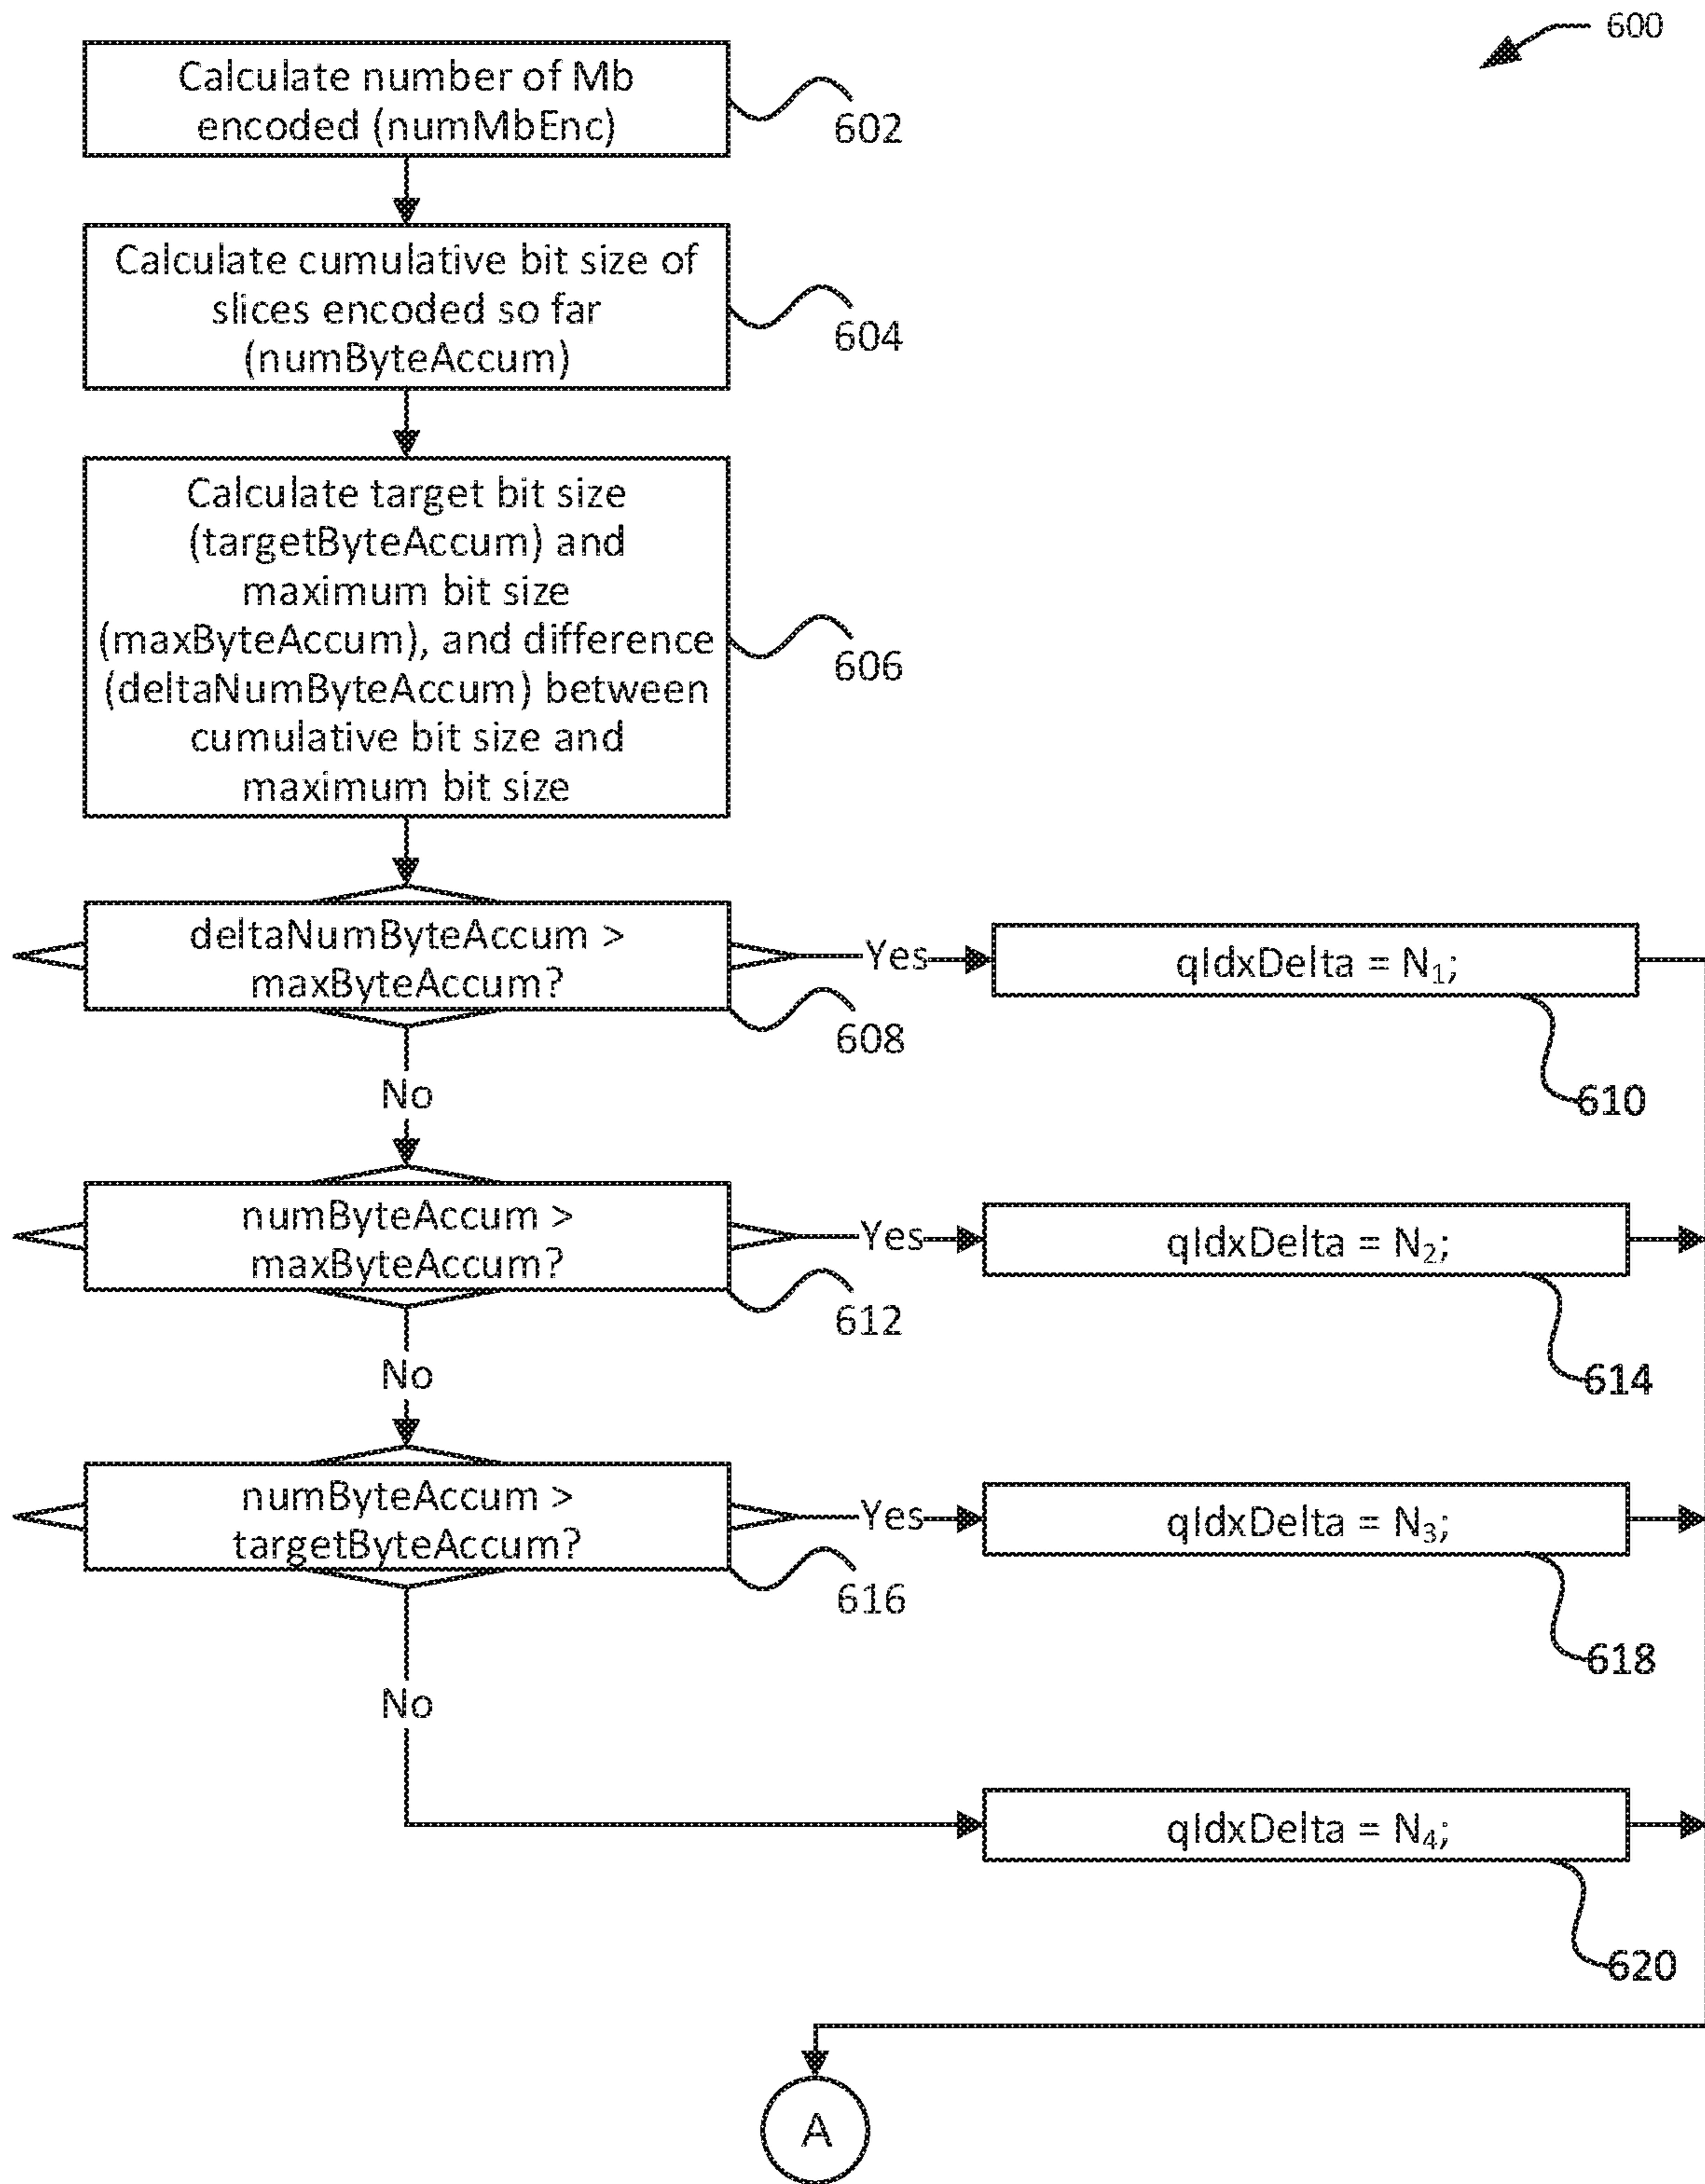 600
Calculate number of Mb
encoded (numMbEnc)
602
Calculate cumulative bit size of
slices encoded so far
(numByteAccum)
604
Calculate target bit size
(targetByteAccum) and
maximum bit size
(maxByteAccum), and difference
(deltaNumByteAccum) between
cumulative bit size and
maximum bit size
606
deltaNumByteAccum >
maxByteAccum?
608
Yes
qIdxDelta = N₁;
610
No
numByteAccum >
maxByteAccum?
612
Yes
qIdxDelta = N₂;
614
No
numByteAccum >
targetByteAccum?
616
Yes
qIdxDelta = N₃;
618
No
qIdxDelta = N₄;
620
A